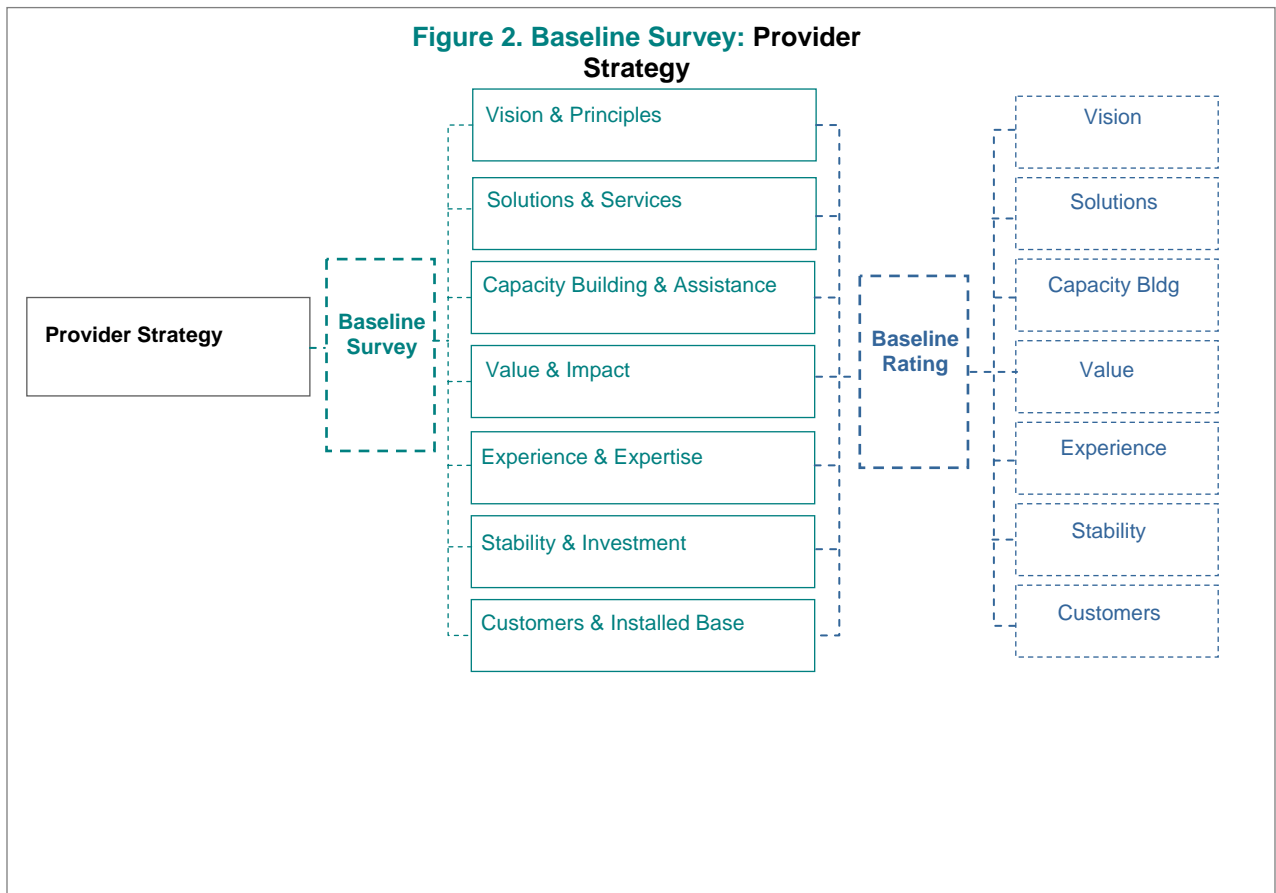 Figure 2. Baseline Survey: Provider
Strategy
Provider Strategy
Baseline
Survey
Vision & Principles
Solutions & Services
Capacity Building & Assistance
Value & Impact
Experience & Expertise
Stability & Investment
Customers & Installed Base
Baseline
Rating
Vision
Solutions
Capacity Bldg
Value
Experience
Stability
Customers